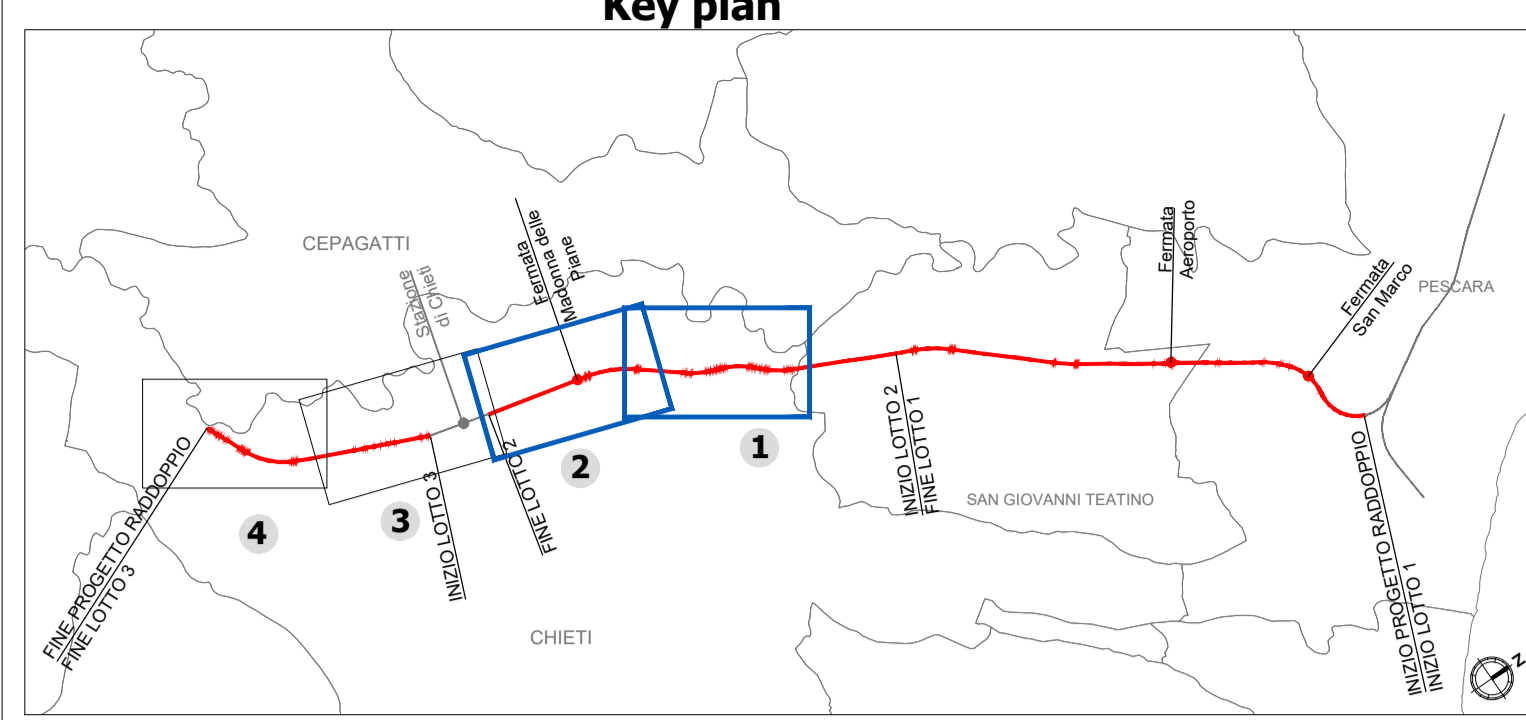 Key plan
CEPAGATTI
Stazione
di Chieti
Fermata
Madonna delle
Piane
Fermata
Aeroporto
Fermata
San Marco
PESCARA
1
2
3
4
INIZIO LOTTO 2
FINE LOTTO 1
SAN GIOVANNI TEATINO
FINE LOTTO 2
INIZIO LOTTO 3
FINE PROGETTO RADDOPPIO
FINE LOTTO 3
INIZIO PROGETTO RADDOPPIO
INIZIO LOTTO 1
CHIETI
N